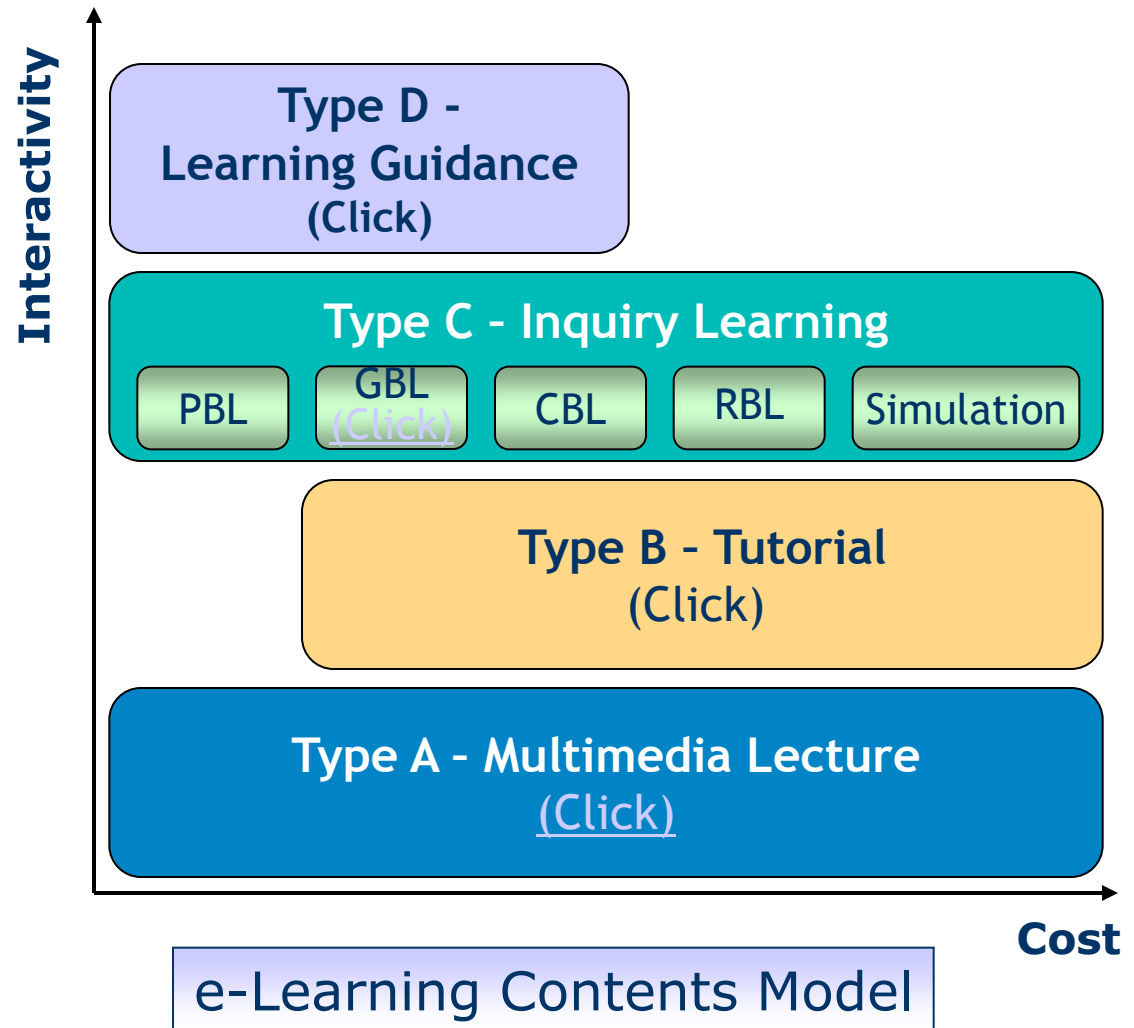 Interactivity
Type D -
Learning Guidance
(Click)
Type C – Inquiry Learning
PBL
GBL
(Click)
CBL
RBL
Simulation
Type B – Tutorial
(Click)
Type A – Multimedia Lecture
(Click)
Cost
e-Learning Contents Model